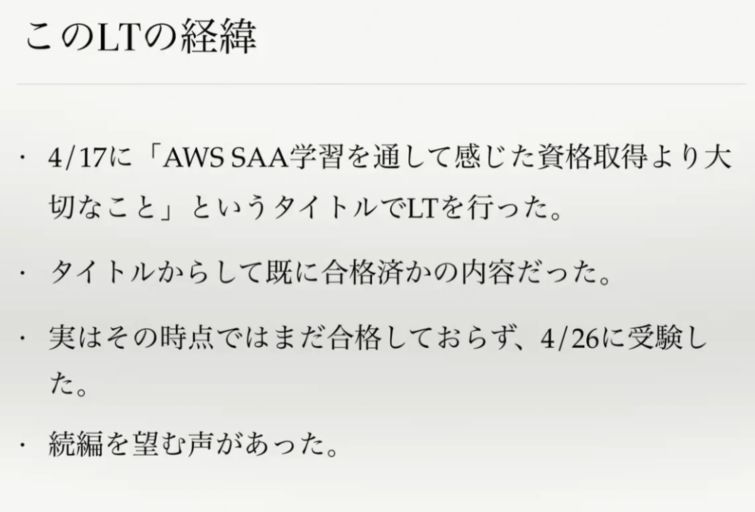 このLTの経緯
・ 4/17に「AWS SAA学習を通して感じた資格取得より大
切なこと」というタイトルでLTを行った。
・ タイトルからして既に合格済かの内容だった。
・ 実はその時点ではまだ合格しておらず、4/26に受験し
た。
・ 続編を望む声があった。